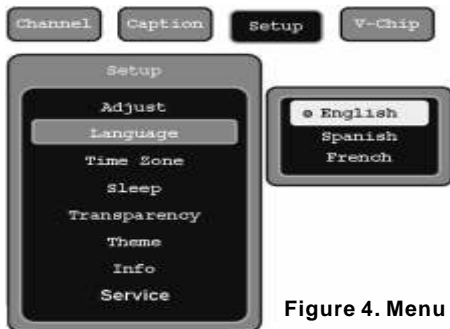 Channel Caption Setup V-Chip
Setup
Adjust
Language
Time Zone
Sleep
Transparency
Theme
Info
Service
English
Spanish
French
Figure 4. Menu